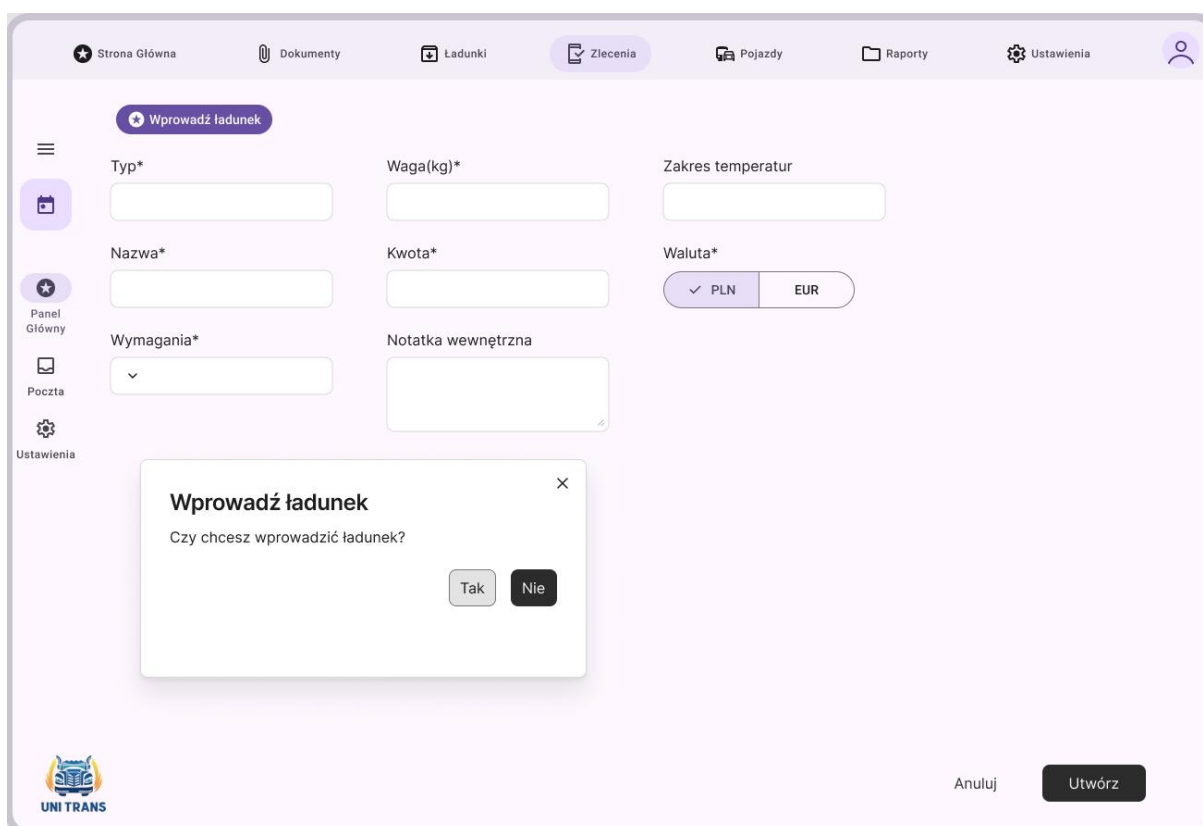 Strona Główna
Dokumenty
Ładunki
Zlecenia
Pojazdy
Raporty
Ustawienia
Wprowadź ładunek
Typ*
Waga(kg)*
Zakres temperatur
Nazwa*
Kwota*
Waluta*
PLN
EUR
Wymagania*
Notatka wewnętrzna
Panel
Główny
Poczta
Ustawienia
Wprowadź ładunek
Czy chcesz wprowadzić ładunek?
Tak
Nie
UNI TRANS
Anuluj
Utwórz